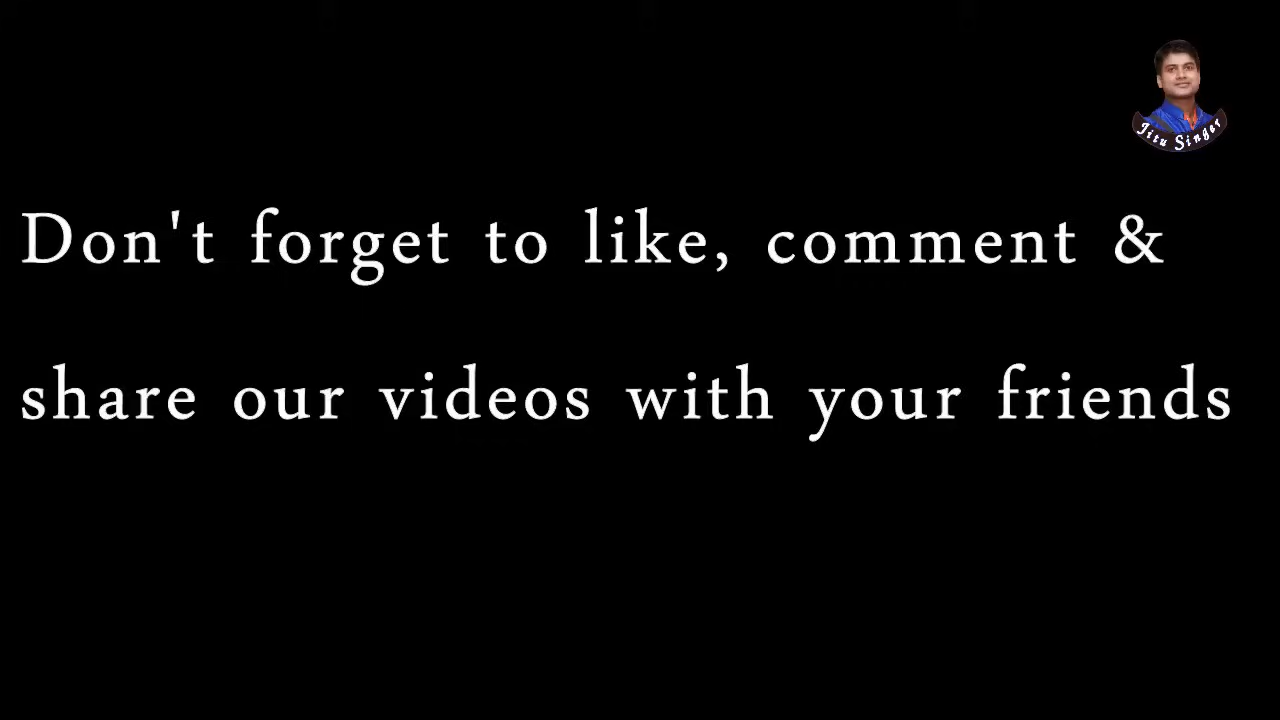 Jitu Singer
Don't forget to like, comment &
share our videos with your friends